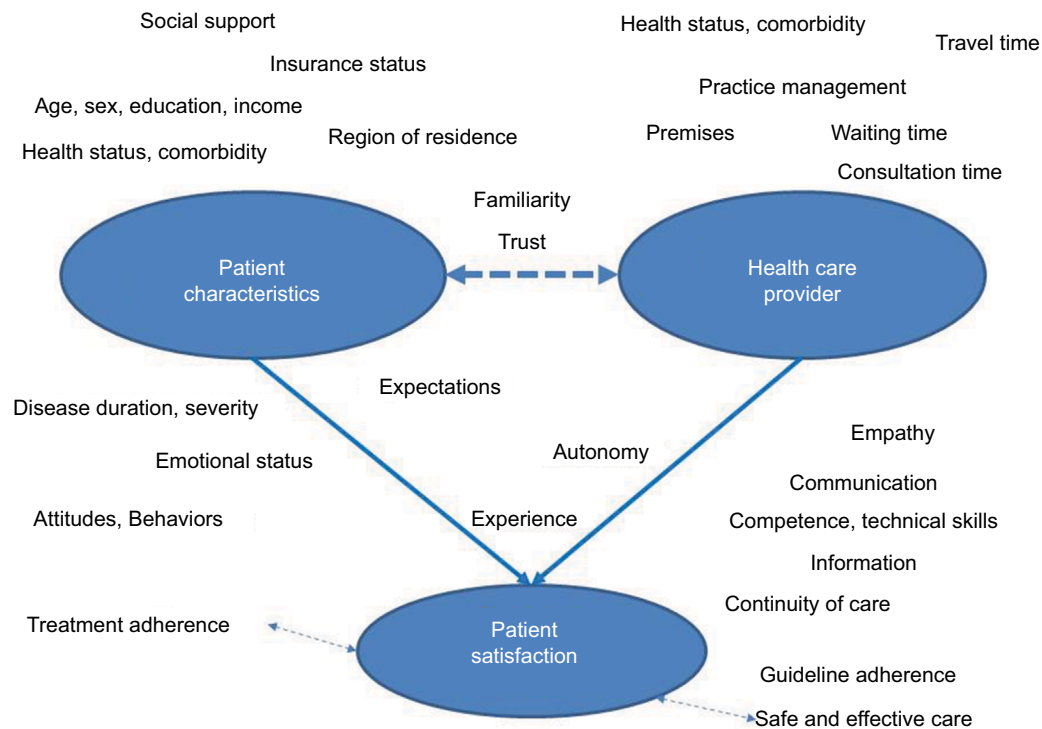 Social support
Health status, comorbidity
Travel time
Insurance status
Practice management
Age, sex, education, income
Region of residence
Premises
Waiting time
Health status, comorbidity
Consultation time
Familiarity
Trust
Patient
characteristics
Health care
provider
Expectations
Disease duration, severity
Empathy
Autonomy
Emotional status
Communication
Attitudes, Behaviors
Experience
Competence, technical skills
Information
Continuity of care
Treatment adherence
Patient
satisfaction
Guideline adherence
Safe and effective care